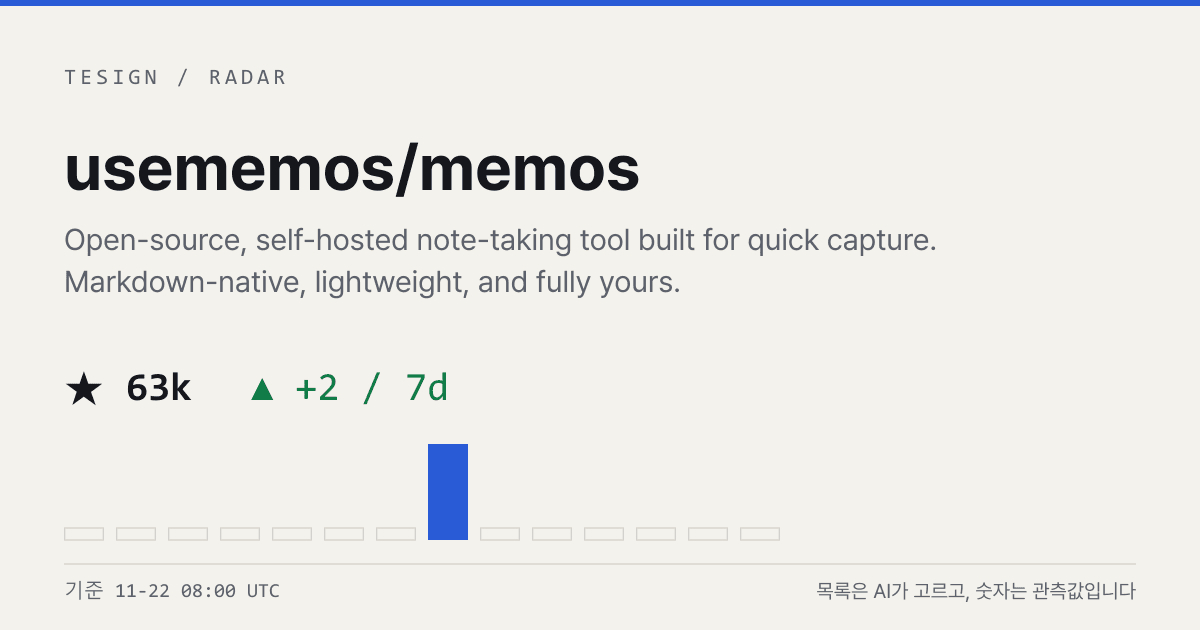 TESIGN / RADAR
usememos/memos
Open-source, self-hosted note-taking tool built for quick capture.
Markdown-native, lightweight, and fully yours.
★ 63k ▲ +2 / 7d
기준 11-22 08:00 UTC
목록은 AI가 고르고, 숫자는 관측값입니다